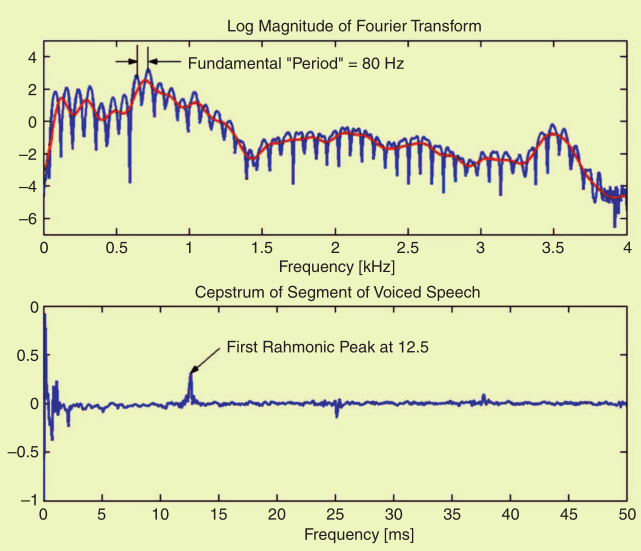 Log Magnitude of Fourier Transform
4
Fundamental "Period" = 80 Hz
2
0
−2
−4
−6
0 0.5 1 1.5 2 2.5 3 3.5 4
Frequency [kHz]
Cepstrum of Segment of Voiced Speech
0
First Rahmonic Peak at 12.5
0.5
0
−0.5
−1
0 5 10 15 20 25 30 35 40 45 50
Frequency [ms]